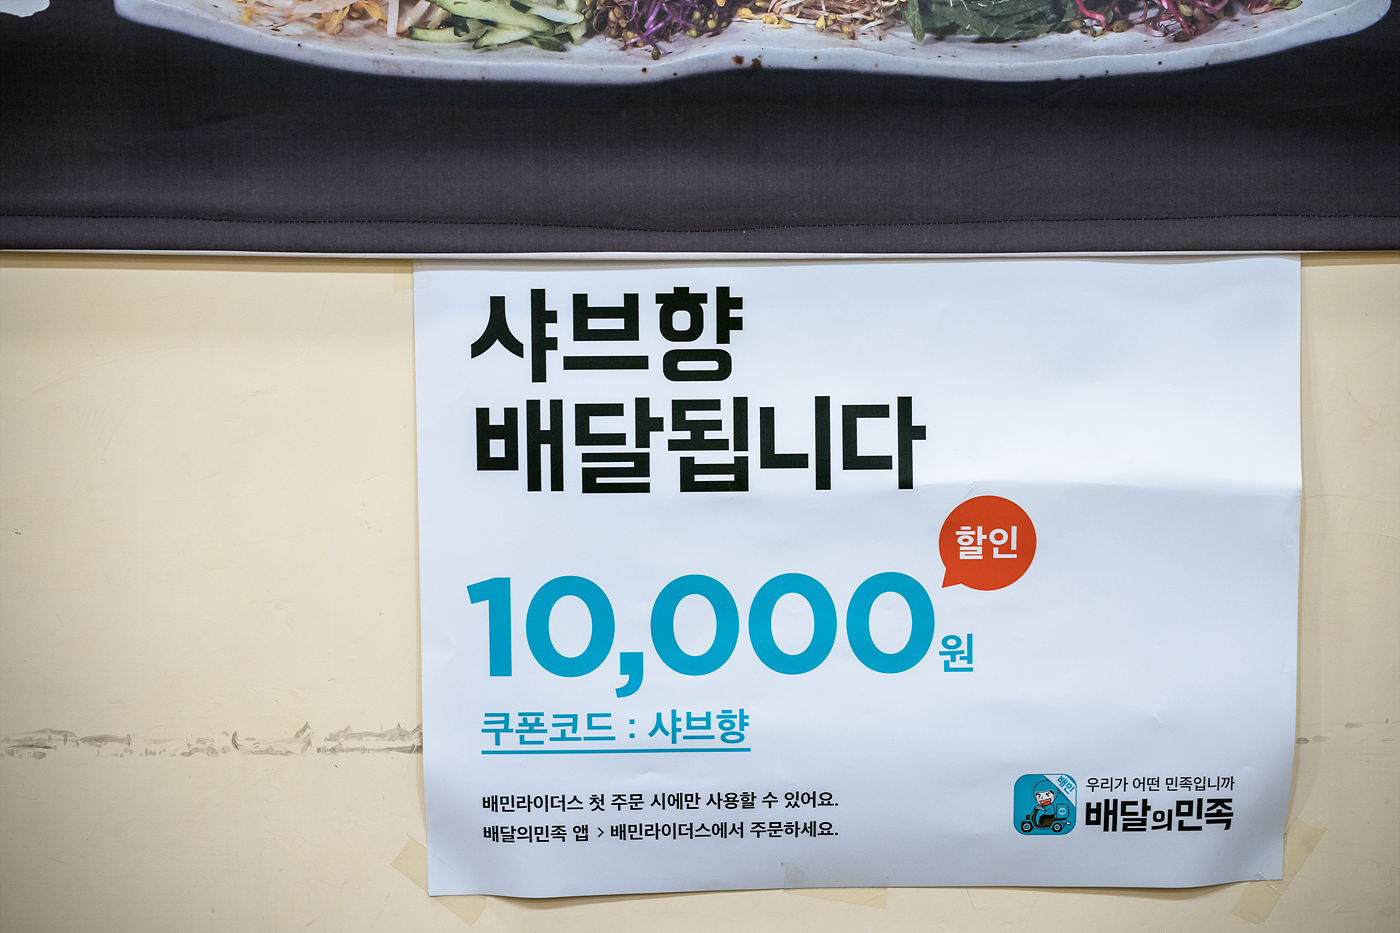 샤브향
배달됩니다
할인
10,000원
쿠폰코드 : 샤브향
배민라이더스 첫 주문 시에만 사용할 수 있어요.
배달의민족 앱 > 배민라이더스에서 주문하세요.
배민
우리가 어떤 민족입니까
배달의민족